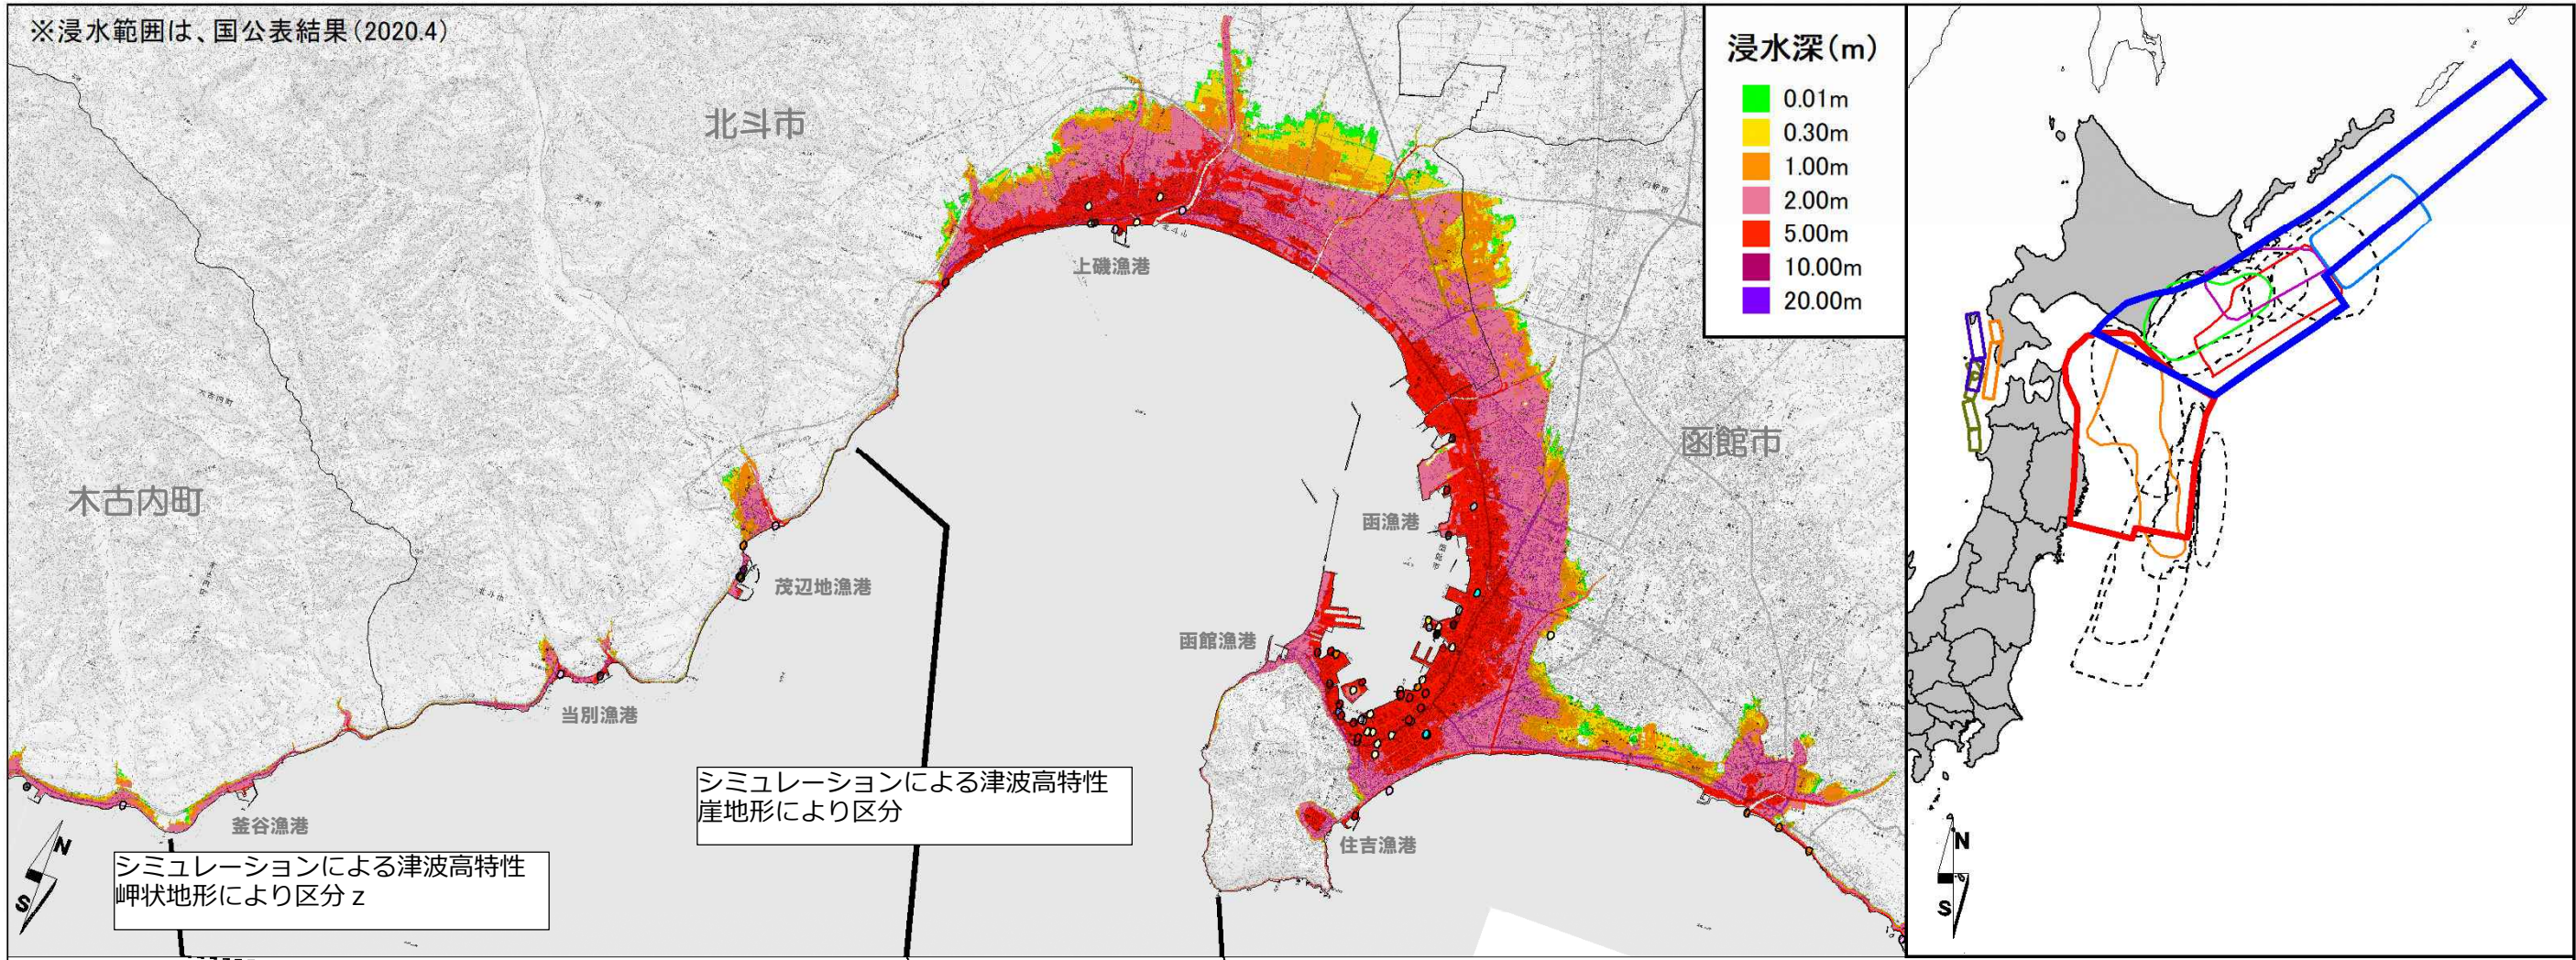 ※浸水範囲は、国公表結果(2020.4)
浸水深(m)
0.01m
0.30m
1.00m
2.00m
5.00m
10.00m
20.00m
北斗市
上磯漁港
木古内町
函館市
函漁港
茂辺地漁港
函館漁港
当別漁港
シミュレーションによる津波高特性
崖地形により区分
釜谷漁港
住吉漁港
シミュレーションによる津波高特性
岬状地形により区分 z
N
S
N
S